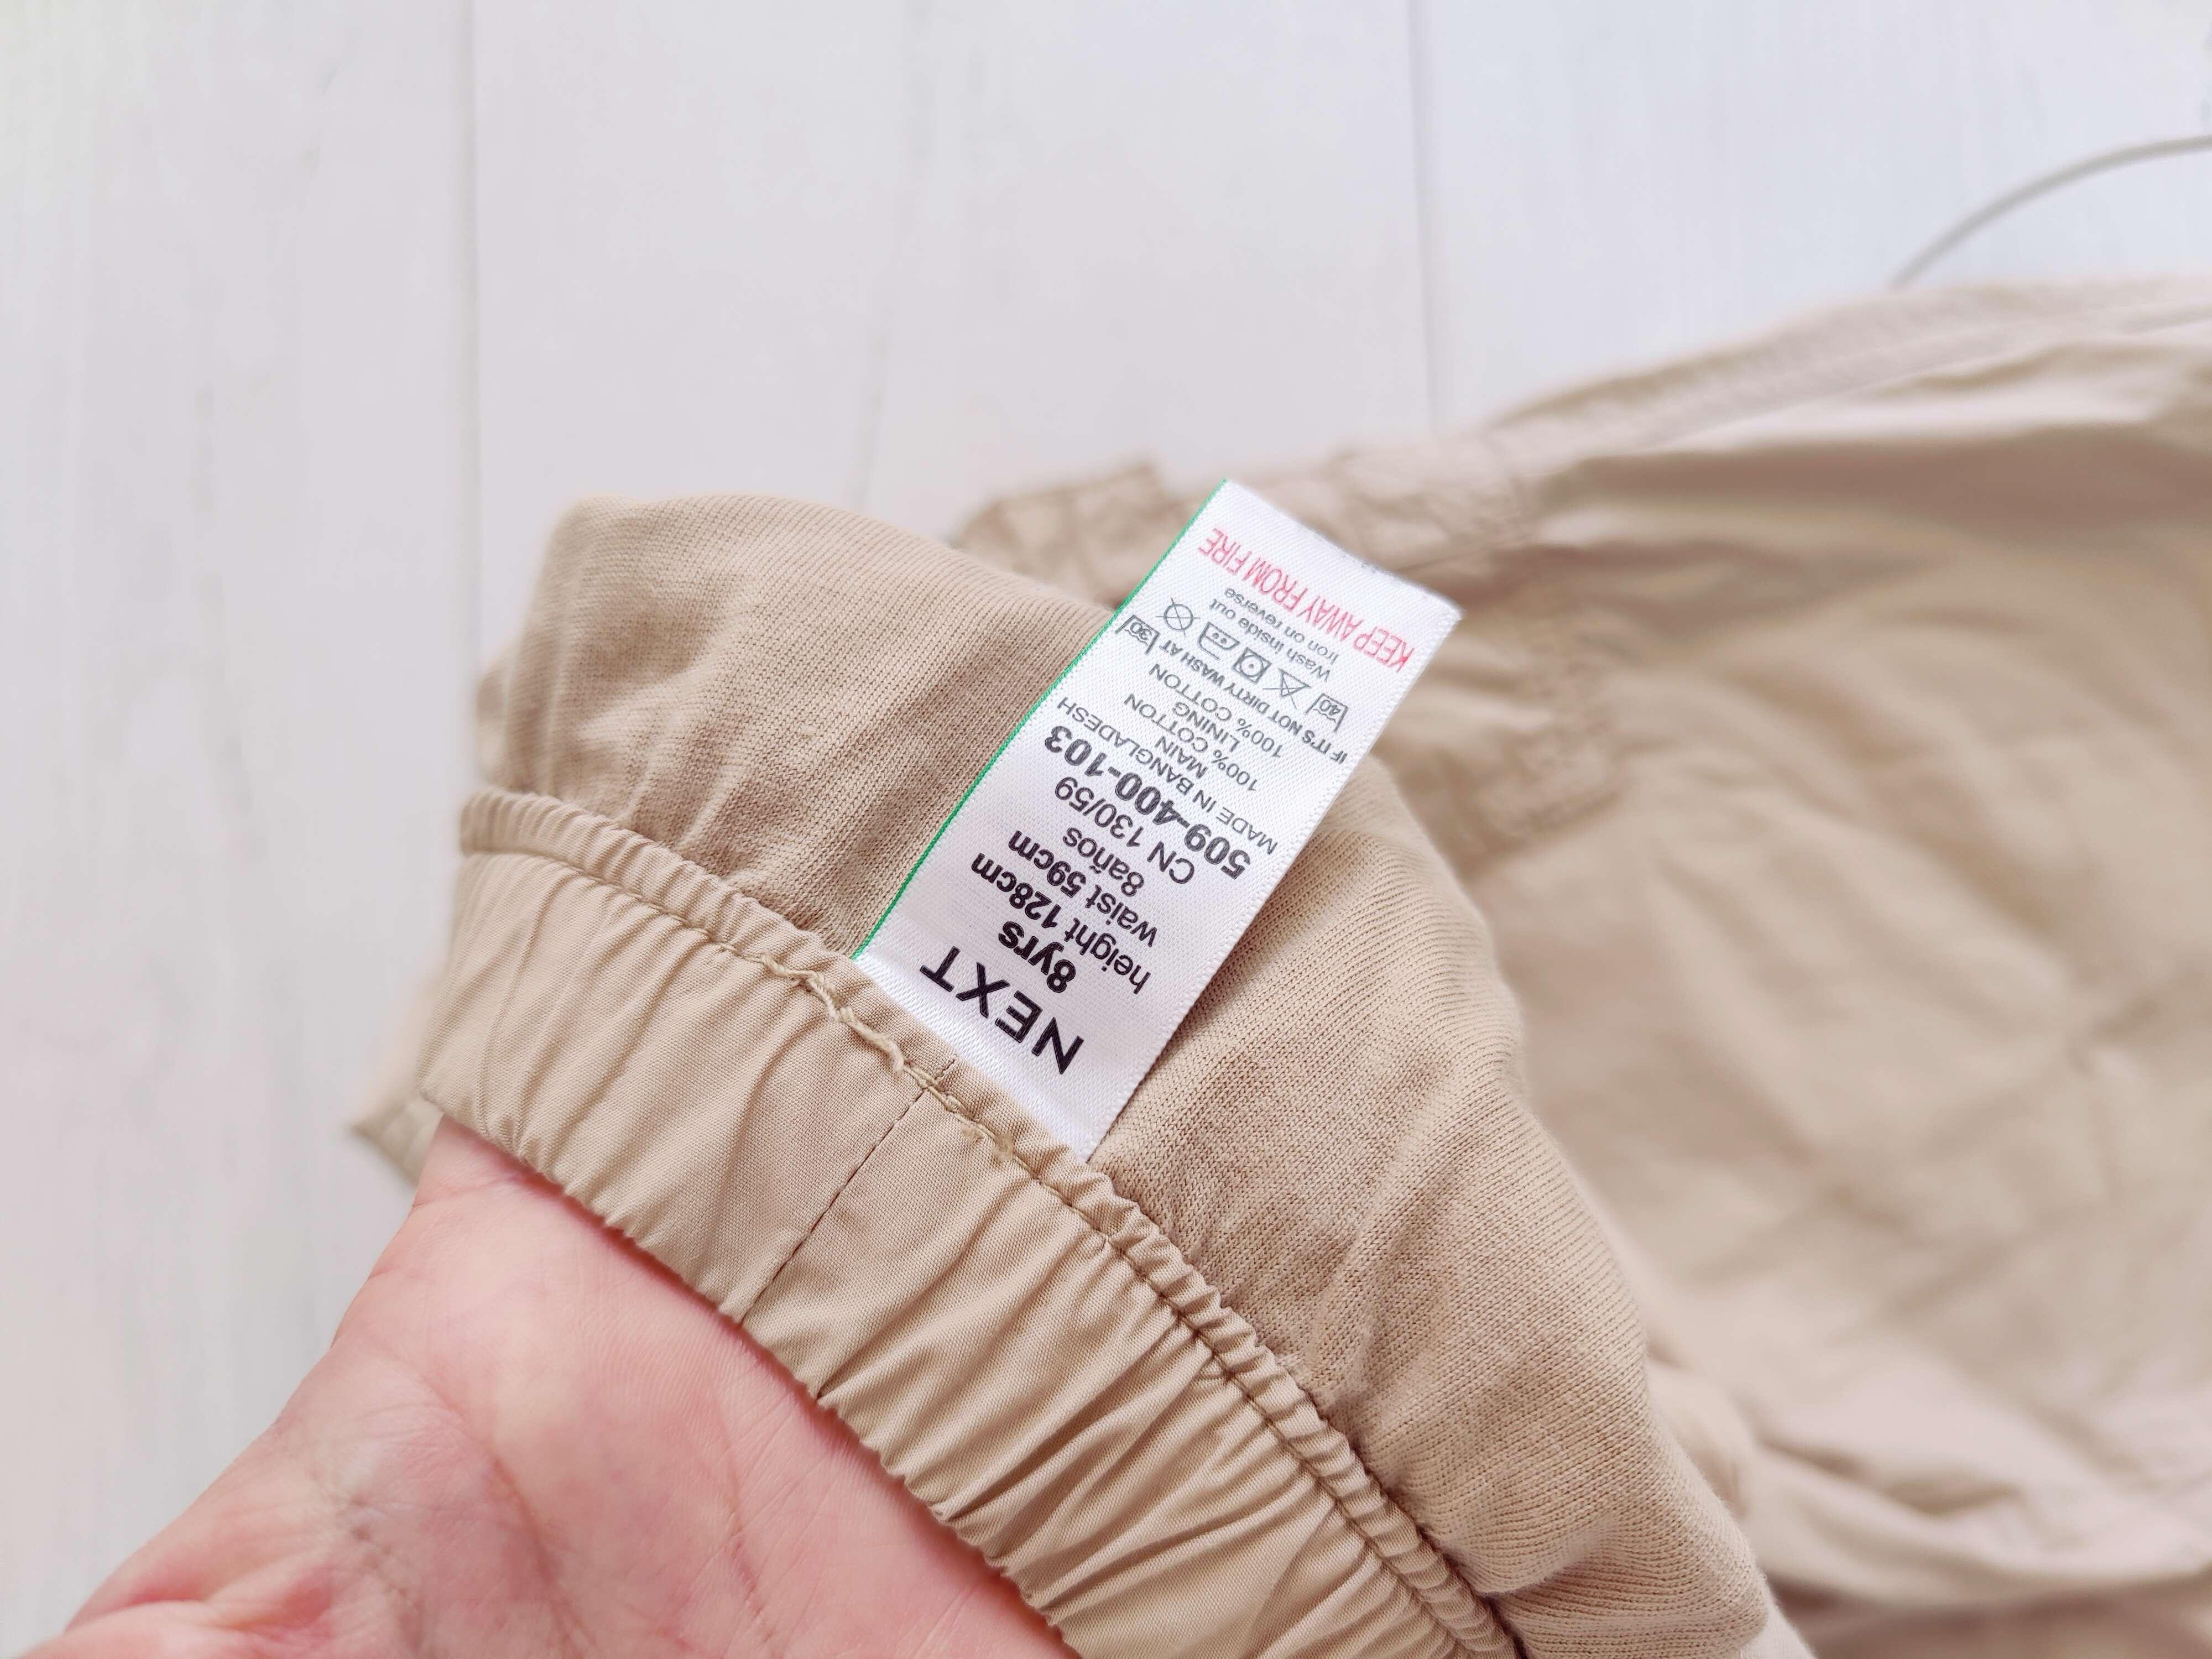 NEXT
8yrs
height 128cm
waist 59cm
8años
CN 130/59
509-400-103
MADE IN BANGLADESH
MAIN
100% COTTON
LINING
100% COTTON
IF IT'S NOT DIRTY WASH AT 30
40
Wash inside out
Iron on reverse
KEEP AWAY FROM FIRE